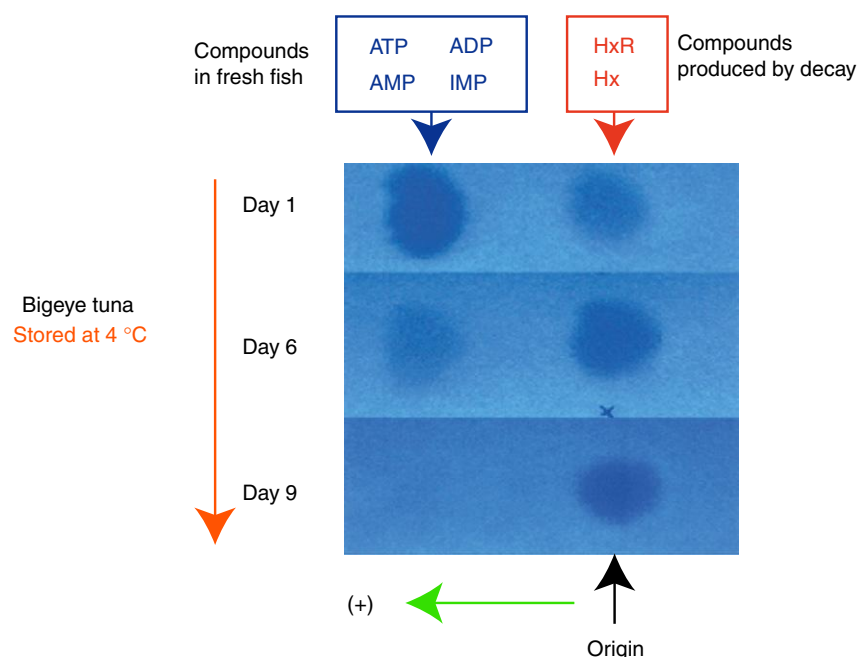 Compounds
in fresh fish
ATP ADP
AMP IMP
HxR
Hx
Compounds
produced by decay
Day 1
Bigeye tuna
Stored at 4 °C
Day 6
Day 9
(+)
Origin